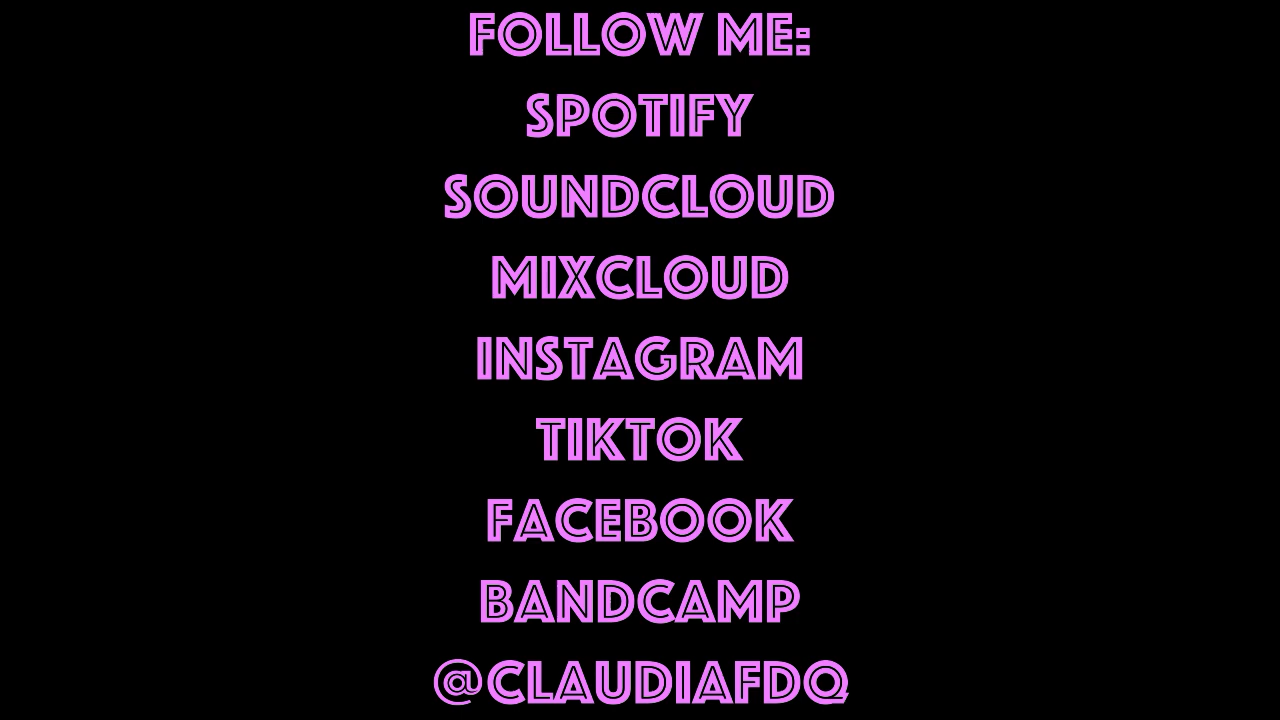 FOLLOW ME:
SPOTIFY
SOUNDCLOUD
MIXCLOUD
INSTAGRAM
TIKTOK
FACEBOOK
BANDCAMP
@CLAUDIAFDQ